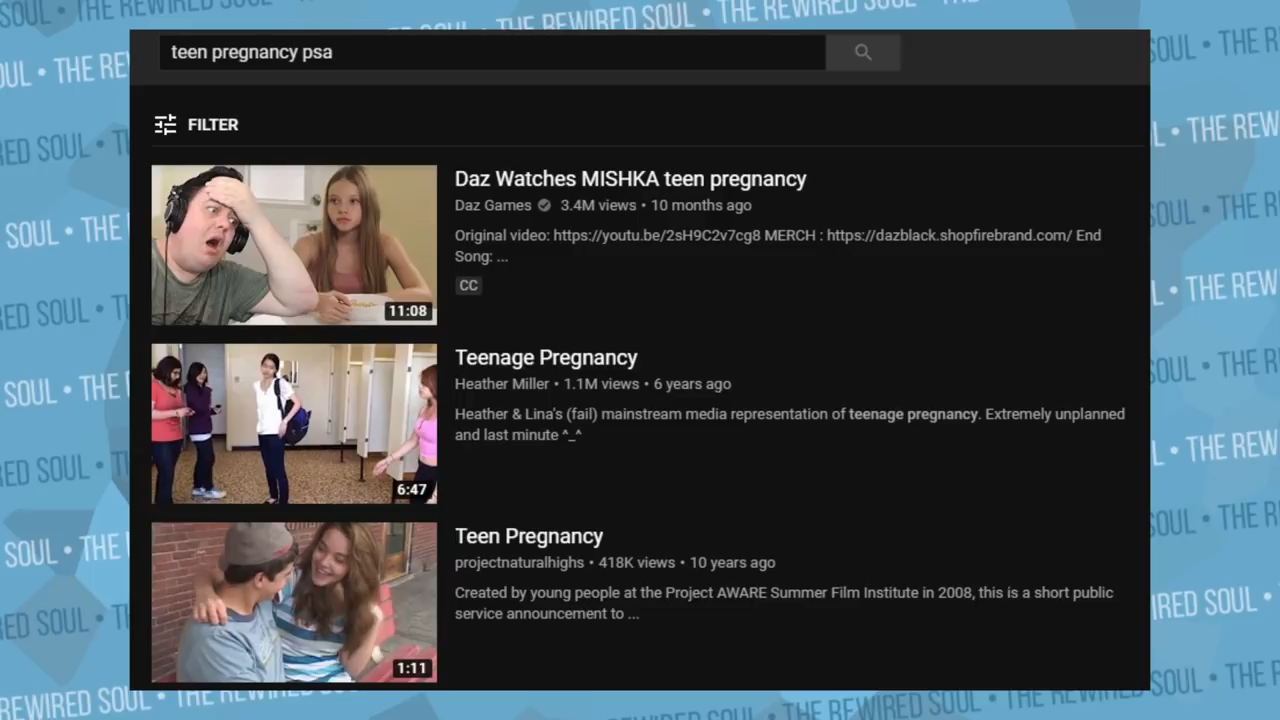 teen pregnancy psa
FILTER
Daz Watches MISHKA teen pregnancy
Daz Games 3.4M views • 10 months ago
Original video: https://youtu.be/2sH9C2v7cg8 MERCH : https://dazblack.shopfirebrand.com/ End
Song: ...
CC
11:08
Teenage Pregnancy
Heather Miller • 1.1M views • 6 years ago
Heather & Lina's (fail) mainstream media representation of teenage pregnancy. Extremely unplanned
and last minute ^_^
6:47
Teen Pregnancy
projectnaturalhighs • 418K views • 10 years ago
Created by young people at the Project AWARE Summer Film Institute in 2008, this is a short public
service announcement to ...
1:11
THE REWIRED SOUL • THE REWIRED SOUL
REWIRED SOUL • THE REWIRED SOUL